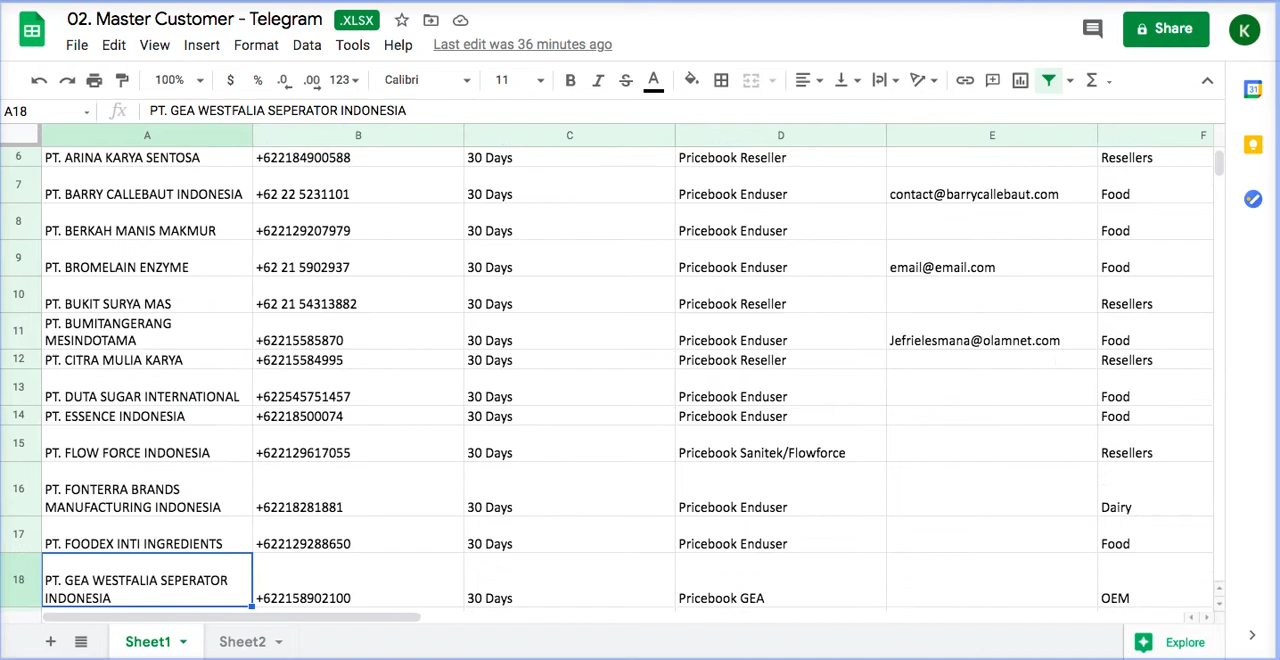 02. Master Customer - Telegram .XLSX
File Edit View Insert Format Data Tools Help Last edit was 36 minutes ago
Share
K
100% $ % .0 .00 123 Calibri 11 B I S A Σ
31
A18 fx PT. GEA WESTFALIA SEPERATOR INDONESIA
A B C D E F
6 PT. ARINA KARYA SENTOSA +622184900588 30 Days Pricebook Reseller Resellers
7 PT. BARRY CALLEBAUT INDONESIA +62 22 5231101 30 Days Pricebook Enduser contact@barrycallebaut.com Food
8 PT. BERKAH MANIS MAKMUR +622129207979 30 Days Pricebook Enduser Food
9 PT. BROMELAIN ENZYME +62 21 5902937 30 Days Pricebook Enduser email@email.com Food
10 PT. BUKIT SURYA MAS +62 21 54313882 30 Days Pricebook Reseller Resellers
11 PT. BUMITANGERANG
MESINDOTAMA +62215585870 30 Days Pricebook Enduser Jefrielesmana@olamnet.com Food
12 PT. CITRA MULIA KARYA +62215584995 30 Days Pricebook Reseller Resellers
13 PT. DUTA SUGAR INTERNATIONAL +622545751457 30 Days Pricebook Enduser Food
14 PT. ESSENCE INDONESIA +62218500074 30 Days Pricebook Enduser Food
15 PT. FLOW FORCE INDONESIA +622129617055 30 Days Pricebook Sanitek/Flowforce Resellers
16 PT. FONTERRA BRANDS
MANUFACTURING INDONESIA +62218281881 30 Days Pricebook Enduser Dairy
17 PT. FOODEX INTI INGREDIENTS +622129288650 30 Days Pricebook Enduser Food
18 PT. GEA WESTFALIA SEPERATOR
INDONESIA +622158902100 30 Days Pricebook GEA OEM
Sheet1 Sheet2 Explore